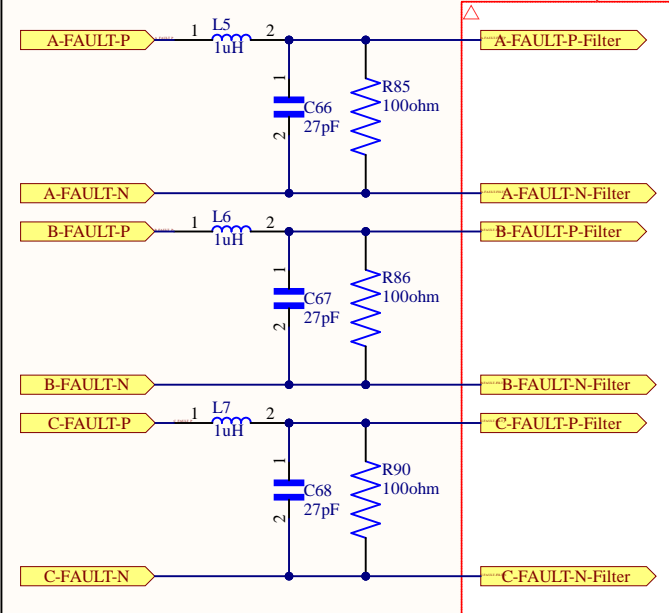 L5
A-FAULT-P
1
2
A-FAULT-P-Filter
1uH
1
R85
C66
100ohm
27pF
2
A-FAULT-N
A-FAULT-N-Filter
L6
B-FAULT-P
1
2
B-FAULT-P-Filter
1uH
1
R86
C67
100ohm
27pF
2
B-FAULT-N
B-FAULT-N-Filter
L7
C-FAULT-P
1
2
C-FAULT-P-Filter
1uH
1
R90
C68
100ohm
27pF
2
C-FAULT-N
C-FAULT-N-Filter